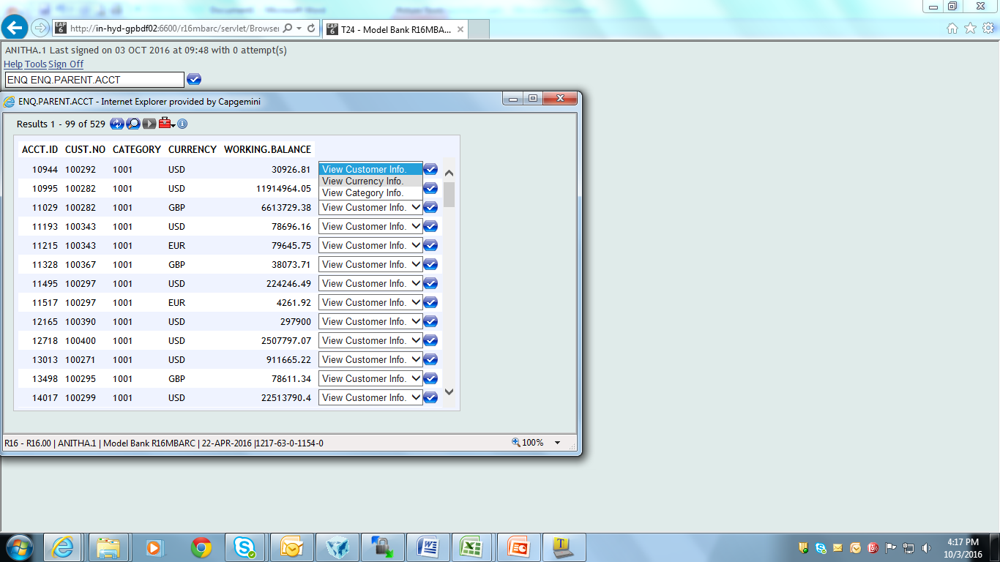 http://in-hyd-gpbdf02:6600/r16mbarc/servlet/Browser
T24 - Model Bank R16MBA...
ANITHA.1 Last signed on 03 OCT 2016 at 09:48 with 0 attempt(s)
Help Tools Sign Off
ENQ ENQ.PARENT.ACCT
ENQ.PARENT.ACCT - Internet Explorer provided by Capgemini
Results 1 - 99 of 529
ACCT.ID CUST.NO CATEGORY CURRENCY WORKING.BALANCE
10944 100292 1001 USD 30926.81 View Customer Info.
View Currency Info.
10995 100282 1001 USD 11914964.05 View Category Info.
11029 100282 1001 GBP 6613729.38 View Customer Info.
11193 100343 1001 USD 78696.16 View Customer Info.
11215 100343 1001 EUR 79645.75 View Customer Info.
11328 100367 1001 GBP 38073.71 View Customer Info.
11495 100297 1001 USD 224246.49 View Customer Info.
11517 100297 1001 EUR 4261.92 View Customer Info.
12165 100390 1001 USD 297900 View Customer Info.
12718 100400 1001 USD 2507797.07 View Customer Info.
13013 100271 1001 USD 911665.22 View Customer Info.
13498 100295 1001 GBP 78611.34 View Customer Info.
14017 100299 1001 USD 22513790.4 View Customer Info.
R16 - R16.00 | ANITHA.1 | Model Bank R16MBARC | 22-APR-2016 |1217-63-0-1154-0
100%
4:17 PM
10/3/2016